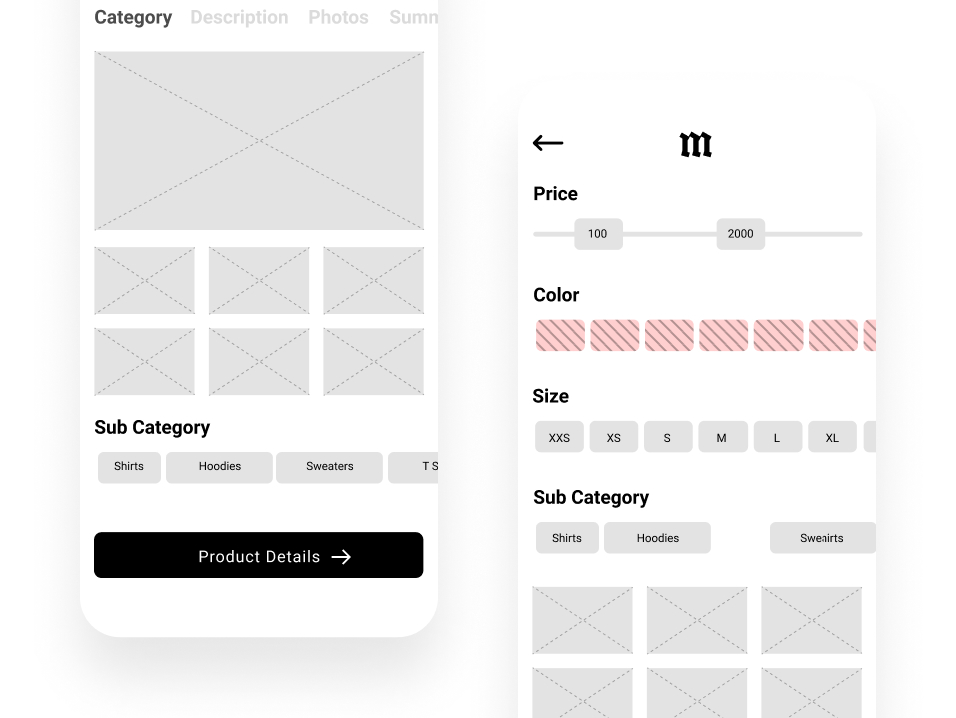 Category Description Photos Summ
Sub Category
Shirts Hoodies Sweaters T S
Product Details
m
Price
100 2000
Color
Size
XXS XS S M L XL
Sub Category
Shirts Hoodies